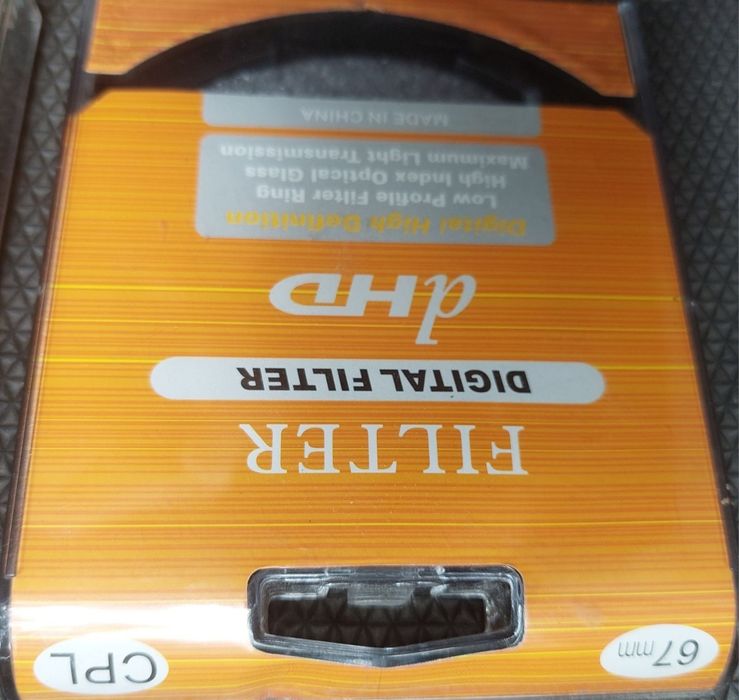 67mm CPL
FILTER
DIGITAL FILTER
dHD
Digital High Definition
Low Profile Filter Ring
High Index Optical Glass
Maximum Light Transmission
MADE IN CHINA